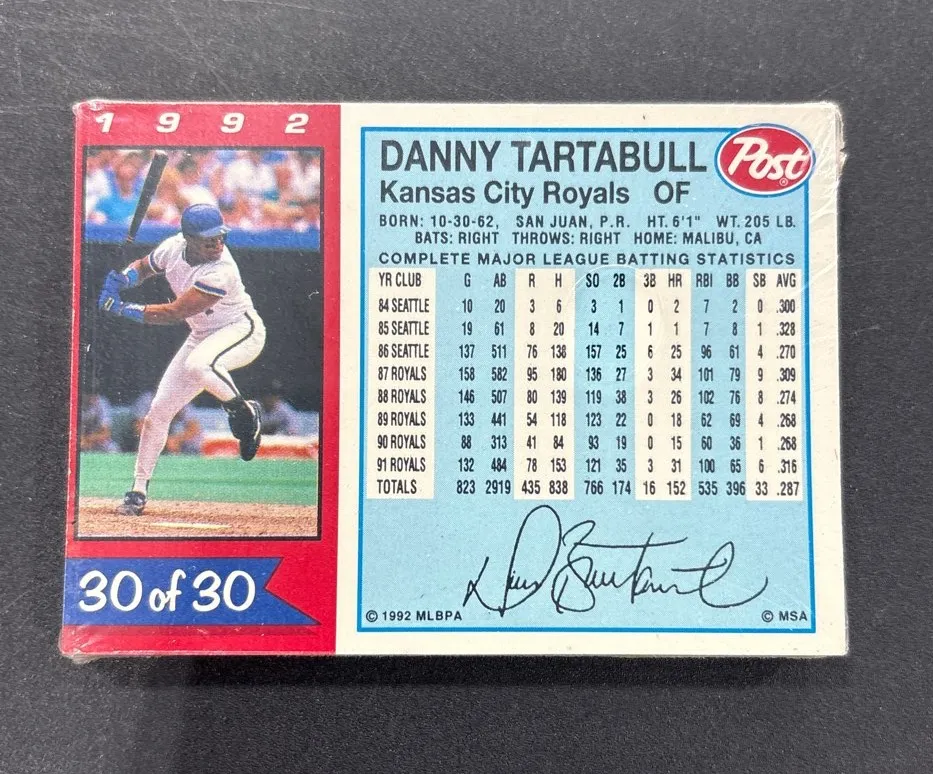 1 9 9 2
30 of 30
DANNY TARTABULL
Post®
Kansas City Royals OF
BORN: 10-30-62, SAN JUAN, P.R. HT. 6'1" WT. 205 LB.
BATS: RIGHT THROWS: RIGHT HOME: MALIBU, CA
COMPLETE MAJOR LEAGUE BATTING STATISTICS
YR CLUB G AB R H SO 2B 3B HR RBI BB SB AVG
84 SEATTLE 10 20 3 6 3 1 0 2 7 2 0 .300
85 SEATTLE 19 61 8 20 14 7 1 1 7 8 1 .328
86 SEATTLE 137 511 76 138 157 25 6 25 96 61 4 .270
87 ROYALS 158 582 95 180 136 27 3 34 101 79 9 .309
88 ROYALS 146 507 80 139 119 38 3 26 102 76 8 .274
89 ROYALS 133 441 54 118 123 22 0 18 62 69 4 .268
90 ROYALS 88 313 41 84 93 19 0 15 60 36 1 .268
91 ROYALS 132 484 78 153 121 35 3 31 100 65 6 .316
TOTALS 823 2919 435 838 766 174 16 152 535 396 33 .287
© 1992 MLBPA
© MSA